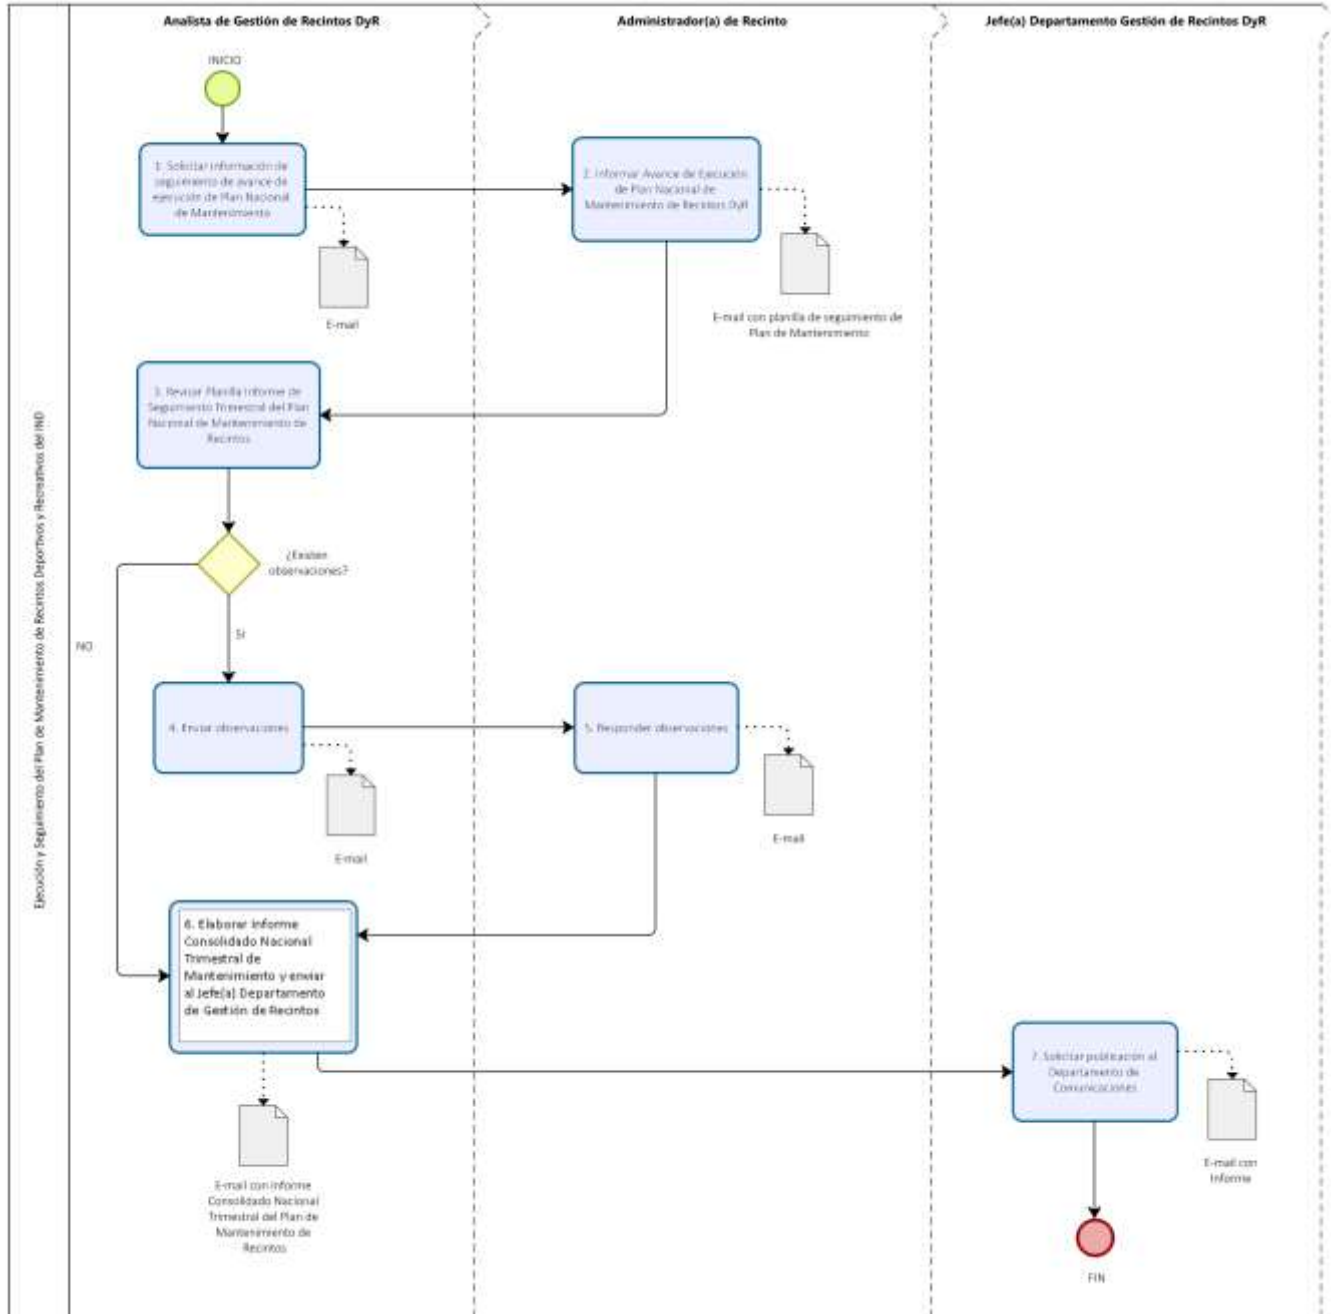 Analista de Gestión de Recintos DyR
Administrador(a) de Recinto
Jefe(a) Departamento Gestión de Recintos DyR
Ejecución y Seguimiento del Plan de Mantenimiento de Recintos Deportivos y Recreativos del IND
INICIO
1. Solicitar información de
seguimiento de avance de
ejecución de Plan Nacional
de Mantenimiento
E-mail
2. Informar Avance de Ejecución
de Plan Nacional de
Mantenimiento de Recintos DyR
E-mail con planilla de seguimiento de
Plan de Mantenimiento
3. Revisar Planilla Informe de
Seguimiento Trimestral del Plan
Nacional de Mantenimiento de
Recintos
¿Existen
observaciones?
SI
NO
4. Enviar observaciones
E-mail
5. Responder observaciones
E-mail
6. Elaborar Informe
Consolidado Nacional
Trimestral de
Mantenimiento y enviar
al Jefe(a) Departamento
de Gestión de Recintos
E-mail con Informe
Consolidado Nacional
Trimestral del Plan de
Mantenimiento de
Recintos
7. Solicitar publicación al
Departamento de
Comunicaciones
E-mail con
Informe
FIN